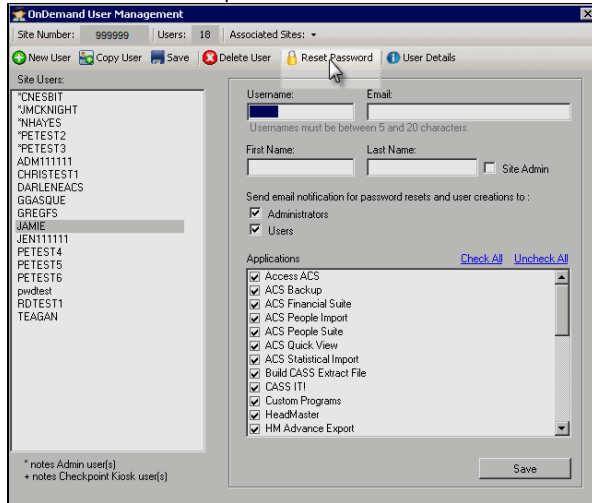 OnDemand User Management
Site Number: 999999 Users: 18 Associated Sites:
New User Copy User Save Delete User Reset Password User Details
Site Users:
*CNESBIT
*JMCKNIGHT
*NHAYES
*PETEST2
*PETEST3
ADM111111
CHRISTEST1
DARLENEACS
GGASQUE
GREGFS
JAMIE
JEN111111
PETEST4
PETEST5
PETEST6
pwdtest
RDTEST1
TEAGAN
* notes Admin user(s)
+ notes Checkpoint Kiosk user(s)
Username: Email:
Usernames must be between 5 and 20 characters.
First Name: Last Name:
Site Admin
Send email notification for password resets and user creations to :
Administrators
Users
Applications Check All Uncheck All
Access ACS
ACS Backup
ACS Financial Suite
ACS People Import
ACS People Suite
ACS Quick View
ACS Statistical Import
Build CASS Extract File
CASS IT!
Custom Programs
HeadMaster
HM Advance Export
Save